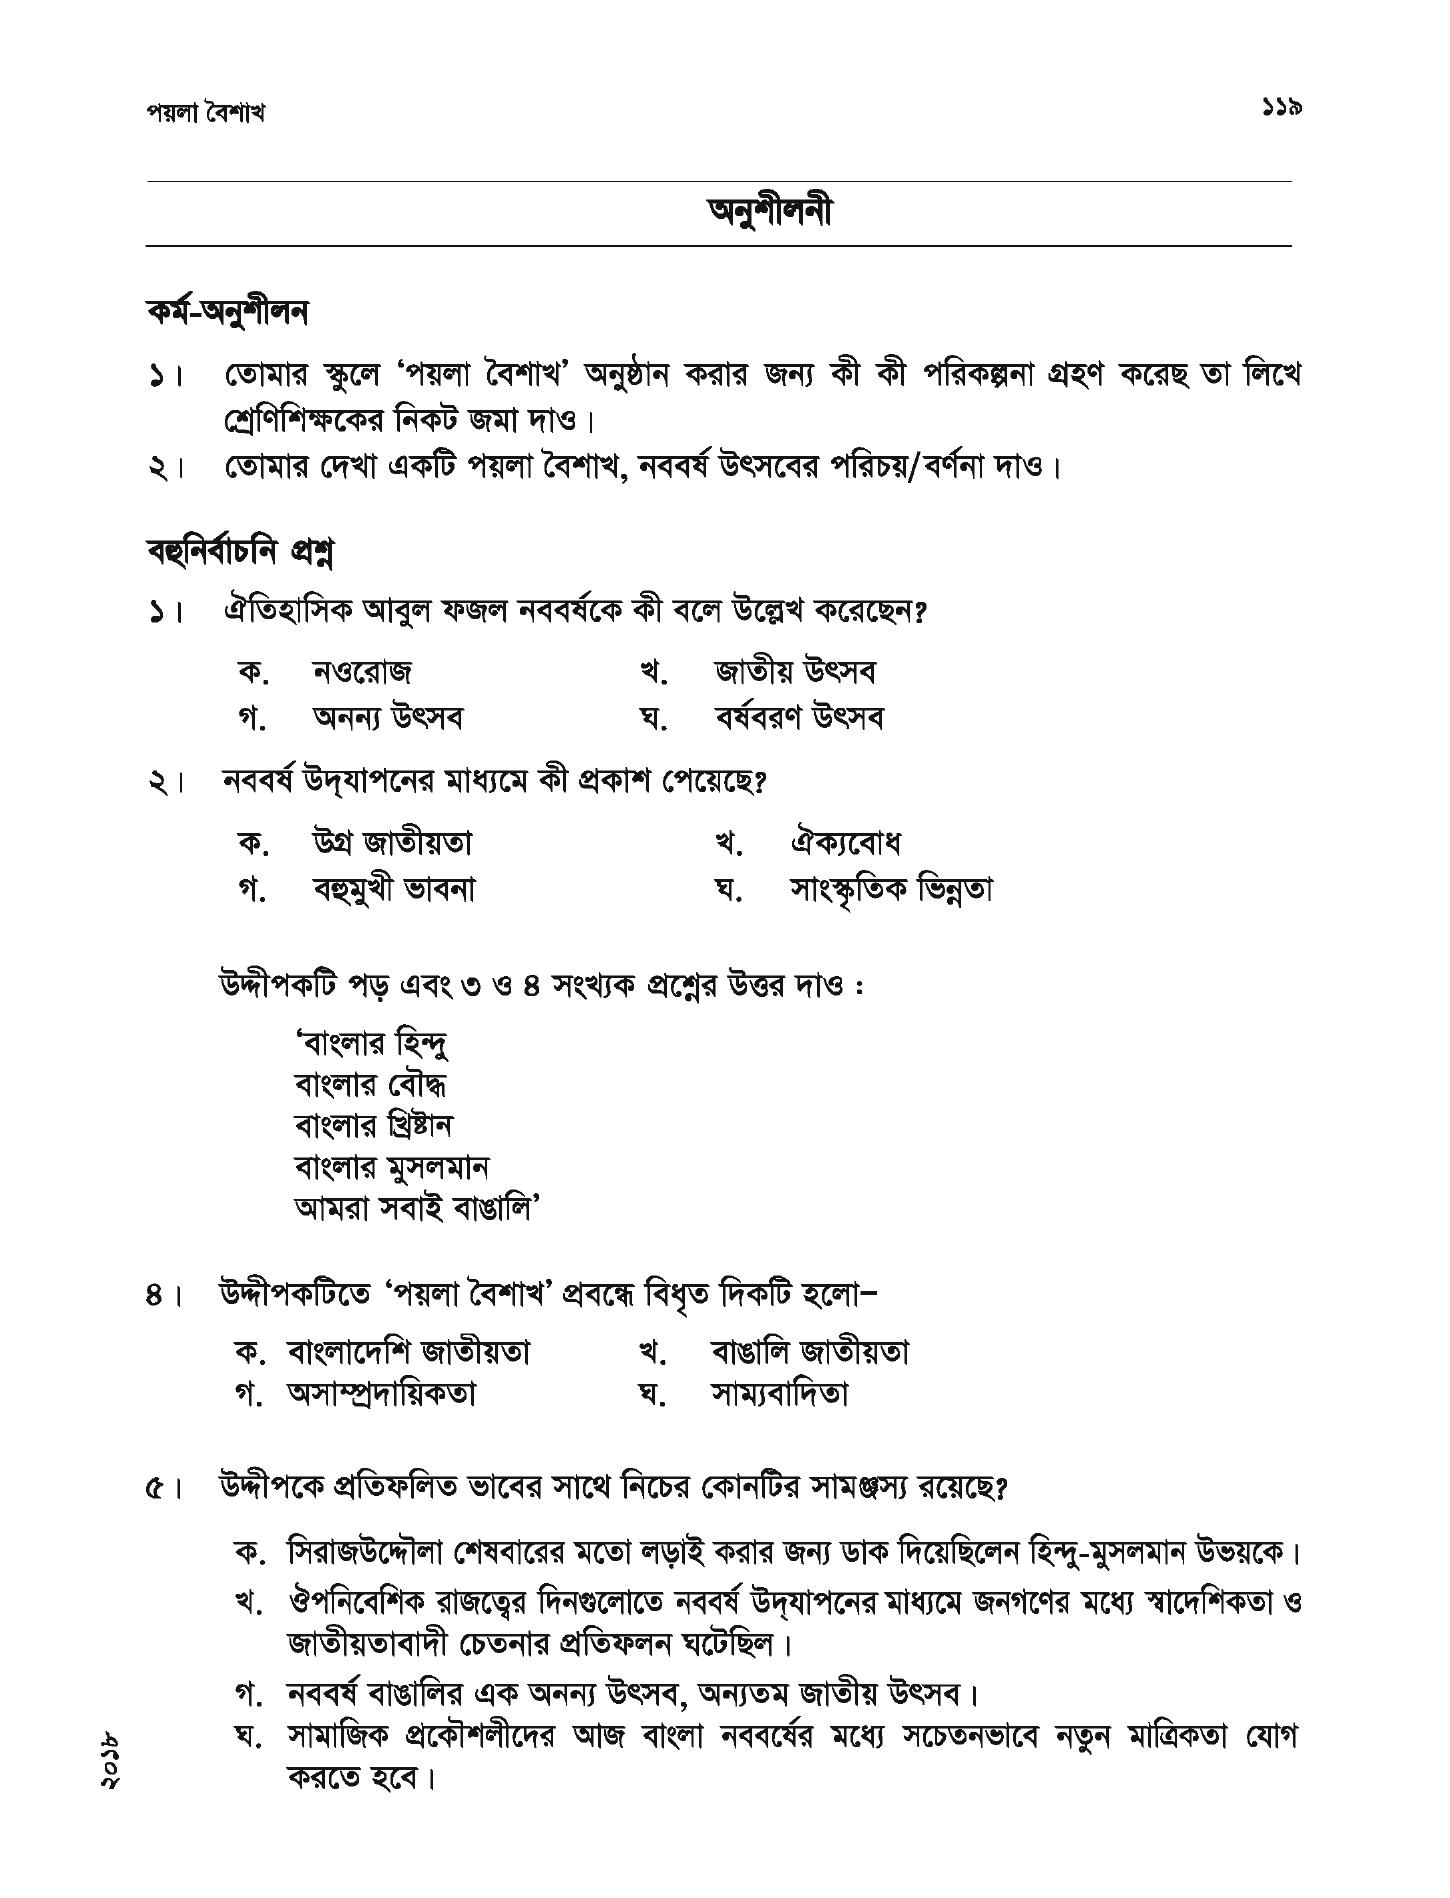 পয়লা বৈশাখ
১১৯
অনুশীলনী
কর্ম-অনুশীলন
১। তোমার স্কুলে ‘পয়লা বৈশাখ’ অনুষ্ঠান করার জন্য কী কী পরিকল্পনা গ্রহণ করেছ তা লিখে
শ্রেণিশিক্ষকের নিকট জমা দাও।
২। তোমার দেখা একটি পয়লা বৈশাখ, নববর্ষ উৎসবের পরিচয়/বর্ণনা দাও।
বহুনির্বাচনি প্রশ্ন
১। ঐতিহাসিক আবুল ফজল নববর্ষকে কী বলে উল্লেখ করেছেন?
ক. নওরোজ খ. জাতীয় উৎসব
গ. অনন্য উৎসব ঘ. বর্ষবরণ উৎসব
২। নববর্ষ উদ্‌যাপনের মাধ্যমে কী প্রকাশ পেয়েছে?
ক. উগ্র জাতীয়তা খ. ঐক্যবোধ
গ. বহুমুখী ভাবনা ঘ. সাংস্কৃতিক ভিন্নতা
উদ্দীপকটি পড় এবং ৩ ও ৪ সংখ্যক প্রশ্নের উত্তর দাও :
‘বাংলার হিন্দু
বাংলার বৌদ্ধ
বাংলার খ্রিষ্টান
বাংলার মুসলমান
আমরা সবাই বাঙালি’
৪। উদ্দীপকটিতে ‘পয়লা বৈশাখ’ প্রবন্ধে বিধৃত দিকটি হলো–
ক. বাংলাদেশি জাতীয়তা খ. বাঙালি জাতীয়তা
গ. অসাম্প্রদায়িকতা ঘ. সাম্যবাদিতা
৫। উদ্দীপকে প্রতিফলিত ভাবের সাথে নিচের কোনটির সামঞ্জস্য রয়েছে?
ক. সিরাজউদ্দৌলা শেষবারের মতো লড়াই করার জন্য ডাক দিয়েছিলেন হিন্দু-মুসলমান উভয়কে।
খ. ঔপনিবেশিক রাজত্বের দিনগুলোতে নববর্ষ উদ্‌যাপনের মাধ্যমে জনগণের মধ্যে স্বাদেশিকতা ও
জাতীয়তাবাদী চেতনার প্রতিফলন ঘটেছিল।
গ. নববর্ষ বাঙালির এক অনন্য উৎসব, অন্যতম জাতীয় উৎসব।
ঘ. সামাজিক প্রকৌশলীদের আজ বাংলা নববর্ষের মধ্যে সচেতনভাবে নতুন মাত্রিকতা যোগ
করতে হবে।
২০১৮